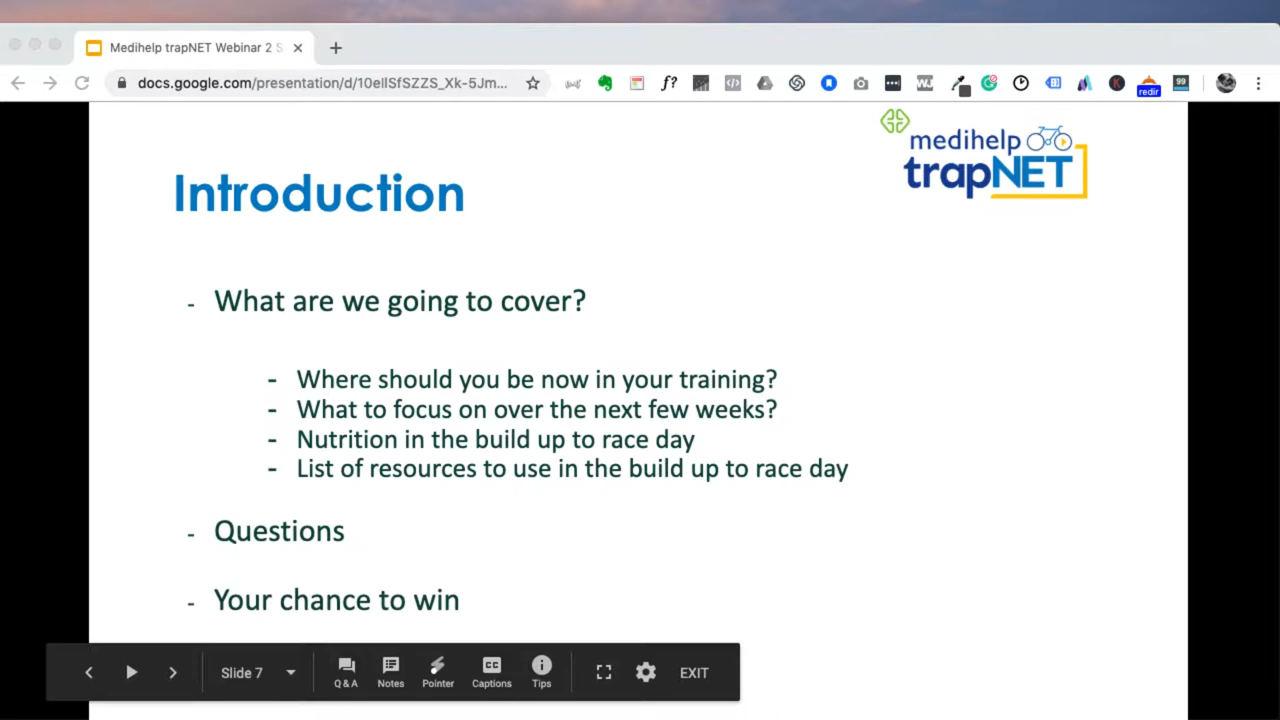 Medihelp trapNET Webinar 2 S
docs.google.com/presentation/d/10eIlSfSZZS_Xk-5Jm...
f?
99
redir
medihelp
trapNET
Introduction
- What are we going to cover?
- Where should you be now in your training?
- What to focus on over the next few weeks?
- Nutrition in the build up to race day
- List of resources to use in the build up to race day
- Questions
- Your chance to win
Slide 7
Q & A
Notes
Pointer
CC
Captions
Tips
EXIT